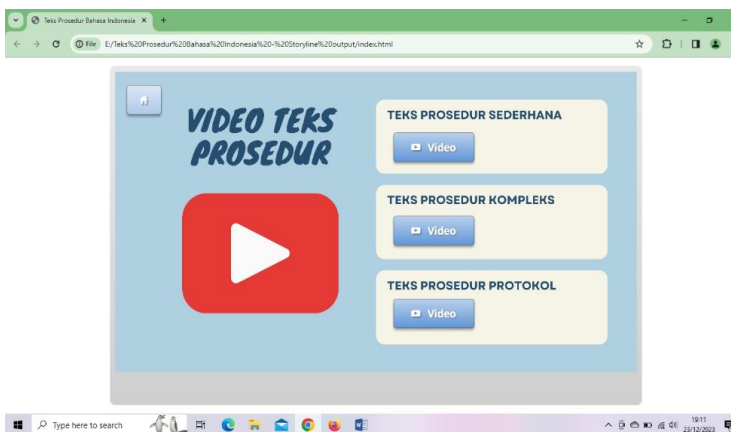 Teks Prosedur Bahasa Indonesia
File E:/Teks%20Prosedur%20Bahasa%20Indonesia%20-%20Storyline%20output/index.html
VIDEO TEKS
PROSEDUR
TEKS PROSEDUR SEDERHANA
Video
TEKS PROSEDUR KOMPLEKS
Video
TEKS PROSEDUR PROTOKOL
Video
Type here to search
19:11
23/12/2023